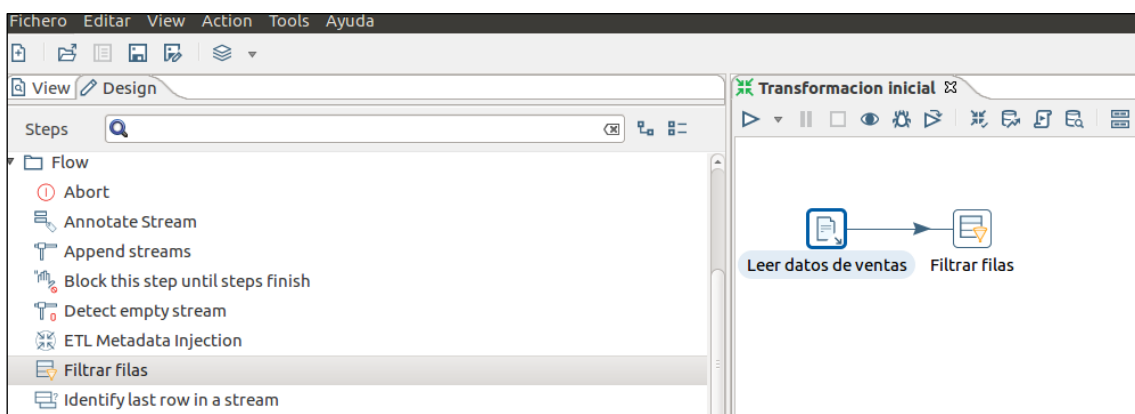 Fichero Editar View Action Tools Ayuda
View Design
Steps
Flow
Abort
Annotate Stream
Append streams
Block this step until steps finish
Detect empty stream
ETL Metadata Injection
Filtrar filas
Identify last row in a stream
Transformacion inicial
Leer datos de ventas Filtrar filas